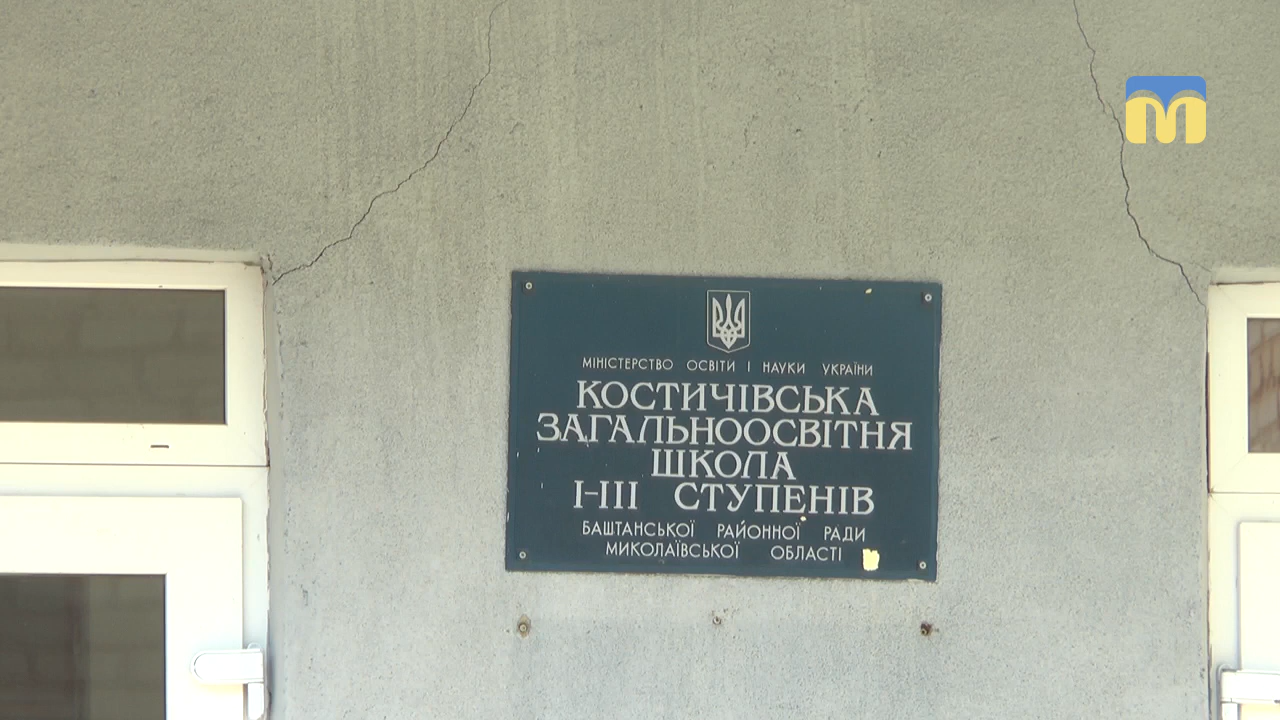 МІНІСТЕРСТВО ОСВІТИ І НАУКИ УКРАЇНИ
КОСТИЧІВСЬКА
ЗАГАЛЬНООСВІТНЯ
ШКОЛА
І-ІІІ СТУПЕНІВ
БАШТАНСЬКОЇ РАЙОННОЇ РАДИ
МИКОЛАЇВСЬКОЇ ОБЛАСТІ